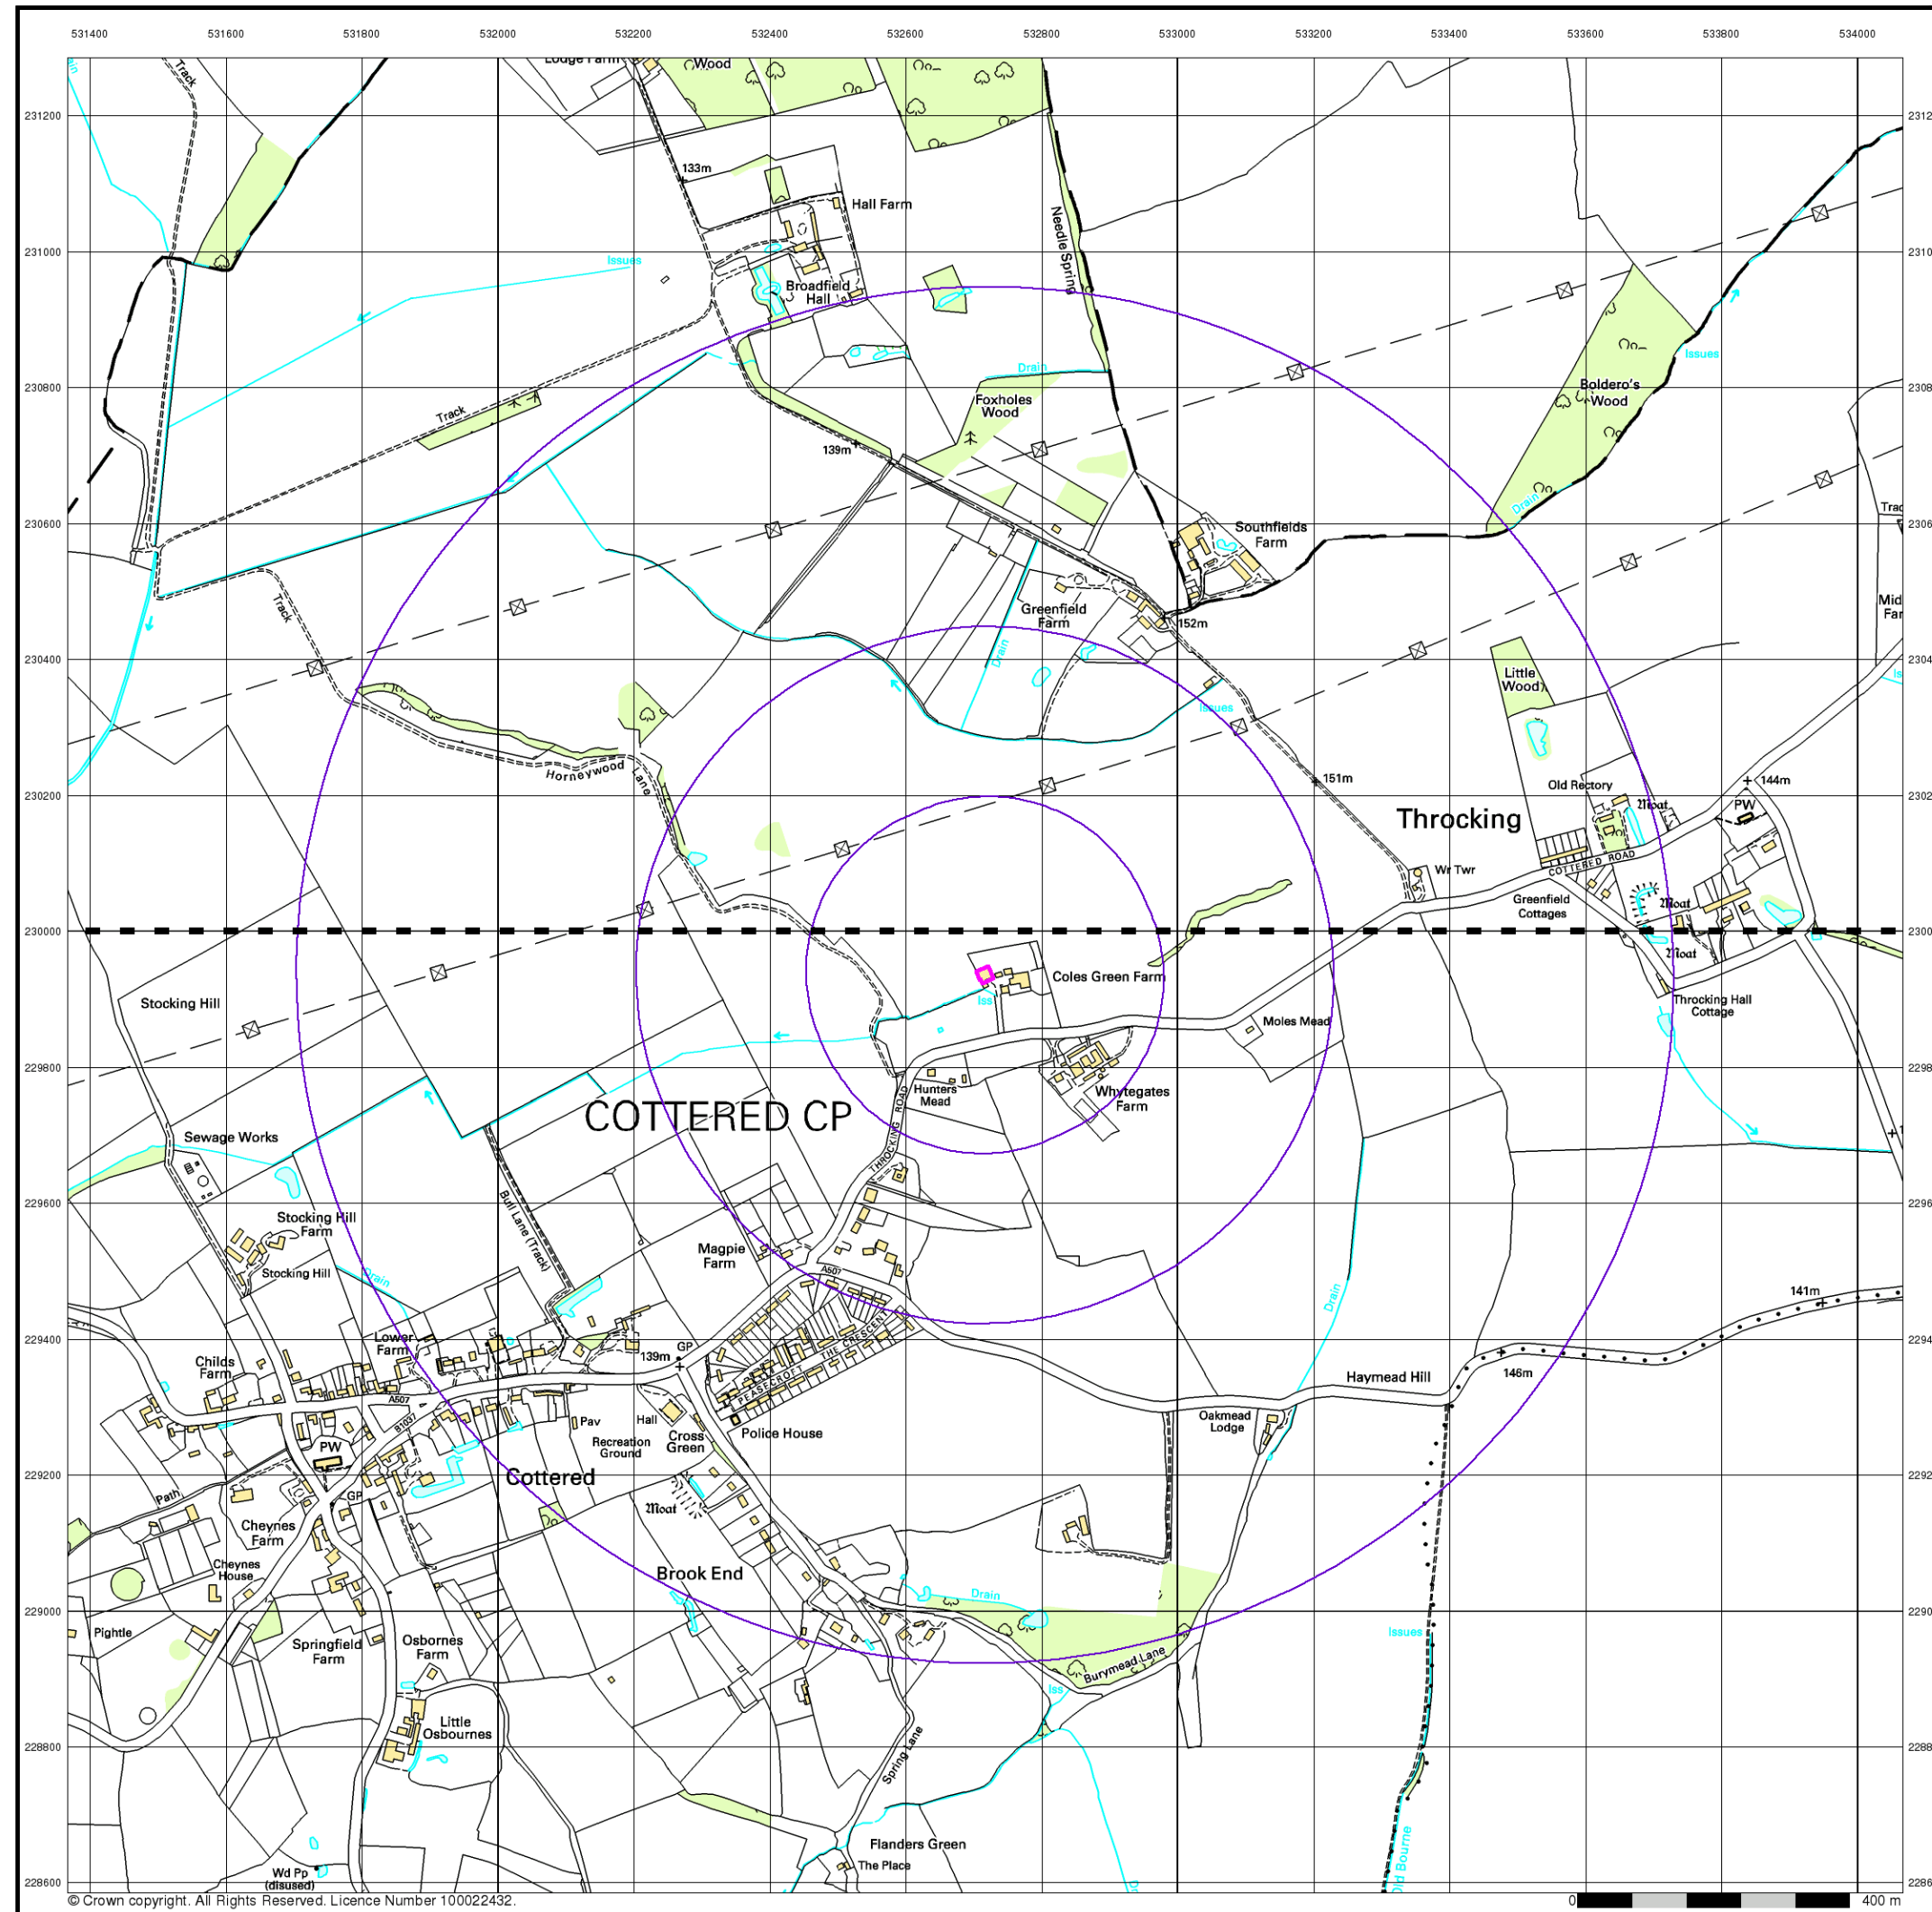 531400 531600 531800 532000 532200 532400 532600 532800 533000 533200 533400 533600 533800 534000
Track
Wood
231200
133m
Hall Farm
Needle Spring
231000
Issues
Broadfield
Hall
Issues
Drain
230800
Track
Foxholes
Wood
Boldero's
Wood
139m
Drain
230600
Southfields
Farm
Track
Greenfield
Farm
152m
Drain
230400
Little
Wood
Issues
Horneywood
Lane
151m
Old Rectory
Moat
144m
PW
230200
Throcking
COTTERED ROAD
Wr Twr
Greenfield
Cottages
Moat
230000
Moat
Coles Green Farm
Iss
Stocking Hill
Throcking Hall
Cottage
Moles Mead
229800
Hunters
Mead
Whytegates
Farm
COTTERED CP
THROCKING ROAD
Sewage Works
229600
Bull Lane (Track)
Stocking Hill
Farm
Magpie
Farm
Stocking Hill
Drain
A507
Drain
141m
229400
Lower
Farm
Childs
Farm
139m
GP
THE CRESCENT
PEASECROFT
Haymead Hill
146m
A507
B1037
Pav
Hall
Recreation
Ground
Cross
Green
Police House
Oakmead
Lodge
PW
229200
Cottered
Path
GP
Moat
Cheynes
Farm
Cheynes
House
Brook End
Drain
229000
Pightle
Springfield
Farm
Osbornes
Farm
Issues
Burymead Lane
Iss
Little
Osbournes
228800
Spring Lane
Flanders Green
The Place
Old Bourne
Wd Pp
(disused)
228600
© Crown copyright. All Rights Reserved. Licence Number 100022432.
0 400 m